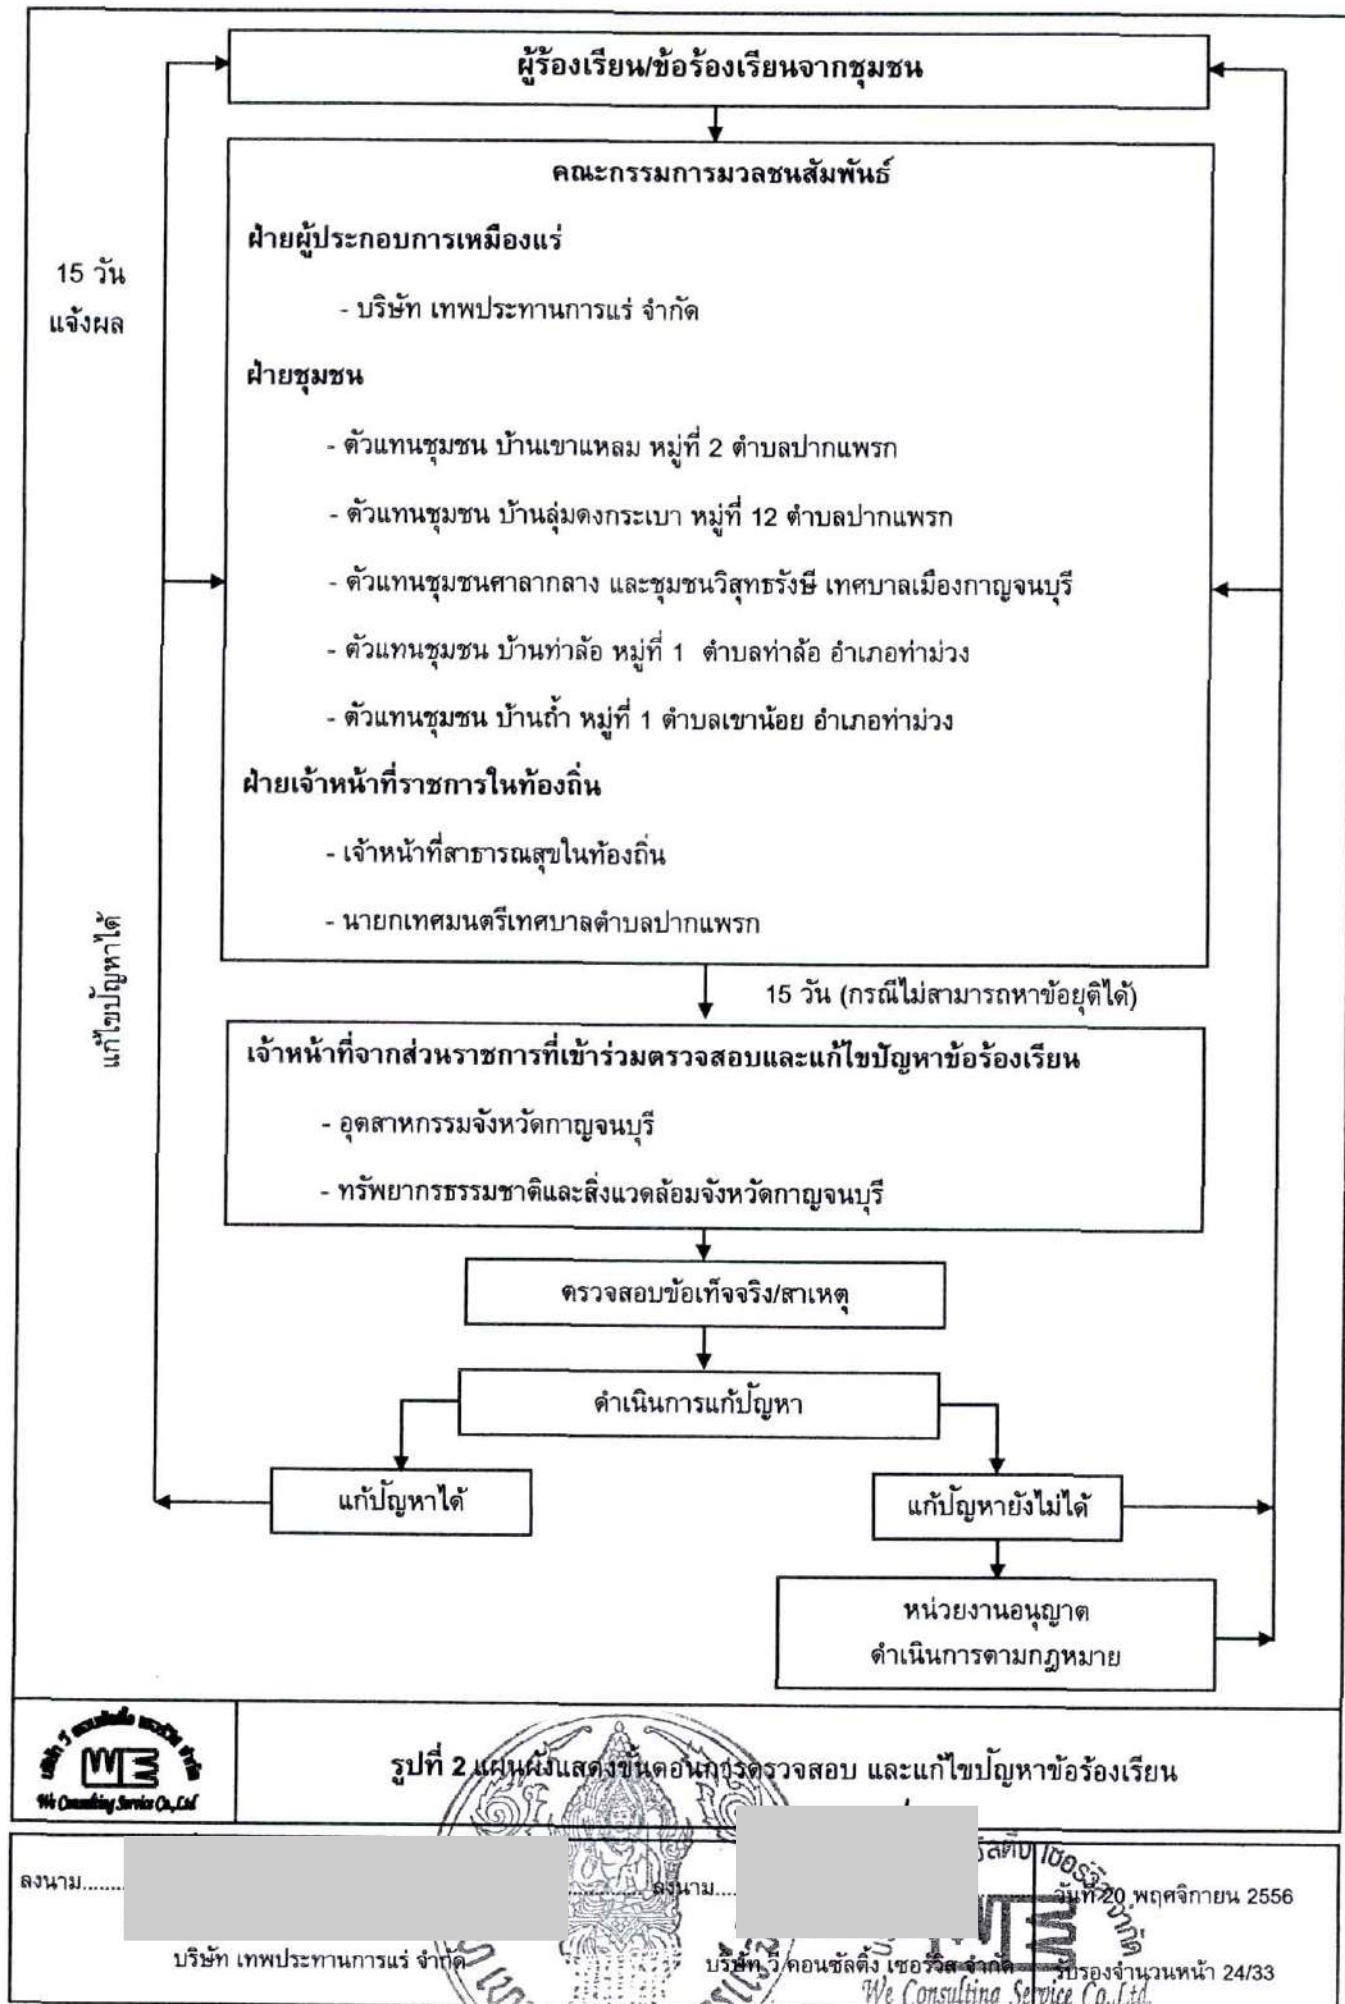 ผู้ร้องเรียน/ข้อร้องเรียนจากชุมชน
คณะกรรมการมวลชนสัมพันธ์
ฝ่ายผู้ประกอบการเหมืองแร่
- บริษัท เทพประทานการแร่ จำกัด
ฝ่ายชุมชน
- ตัวแทนชุมชน บ้านเขาแหลม หมู่ที่ 2 ตำบลปากแพรก
- ตัวแทนชุมชน บ้านลุ่มดงกระเบา หมู่ที่ 12 ตำบลปากแพรก
- ตัวแทนชุมชนศาลากลาง และชุมชนวิสุทธรังษี เทศบาลเมืองกาญจนบุรี
- ตัวแทนชุมชน บ้านท่าล้อ หมู่ที่ 1 ตำบลท่าล้อ อำเภอท่าม่วง
- ตัวแทนชุมชน บ้านถ้ำ หมู่ที่ 1 ตำบลเขาน้อย อำเภอท่าม่วง
ฝ่ายเจ้าหน้าที่ราชการในท้องถิ่น
- เจ้าหน้าที่สาธารณสุขในท้องถิ่น
- นายกเทศมนตรีเทศบาลตำบลปากแพรก
15 วัน
แจ้งผล
แก้ไขปัญหาได้
15 วัน (กรณีไม่สามารถหาข้อยุติได้)
เจ้าหน้าที่จากส่วนราชการที่เข้าร่วมตรวจสอบและแก้ไขปัญหาข้อร้องเรียน
- อุตสาหกรรมจังหวัดกาญจนบุรี
- ทรัพยากรธรรมชาติและสิ่งแวดล้อมจังหวัดกาญจนบุรี
ตรวจสอบข้อเท็จจริง/สาเหตุ
ดำเนินการแก้ปัญหา
แก้ปัญหาได้
แก้ปัญหายังไม่ได้
หน่วยงานอนุญาต
ดำเนินการตามกฎหมาย
บริษัท วี คอนซัลติ้ง เซอร์วิส จำกัด
WE
We Consulting Service Co.,Ltd
รูปที่ 2 แผนผังแสดงขั้นตอนการตรวจสอบ และแก้ไขปัญหาข้อร้องเรียน
ลงนาม........
บริษัท เทพประทานการแร่ จำกัด
ลงนาม....
บริษัท วี คอนซัลติ้ง เซอร์วิส จำกัด
วันที่ 20 พฤศจิกายน 2556
รับรองจำนวนหน้า 24/33
We Consulting Service Co.,Ltd.